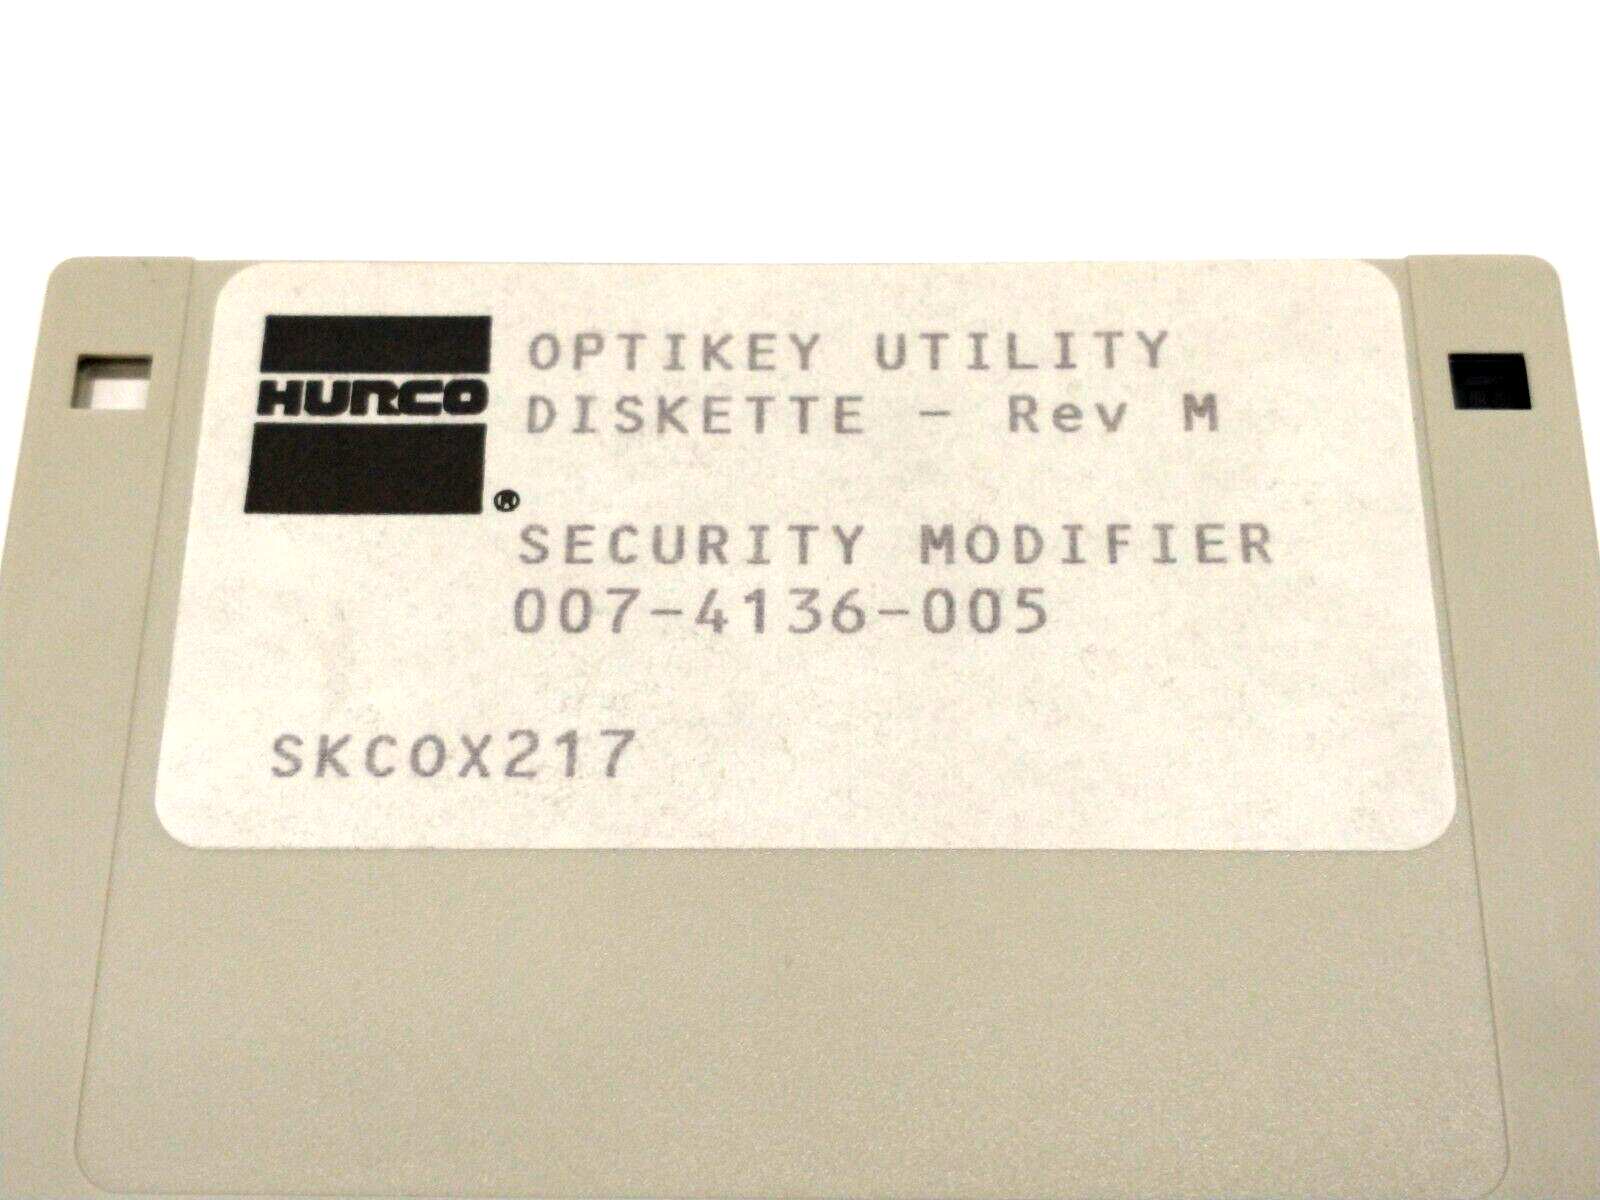 HURCO®
OPTIKEY UTILITY
DISKETTE - Rev M
SECURITY MODIFIER
007-4136-005
SKCOX217